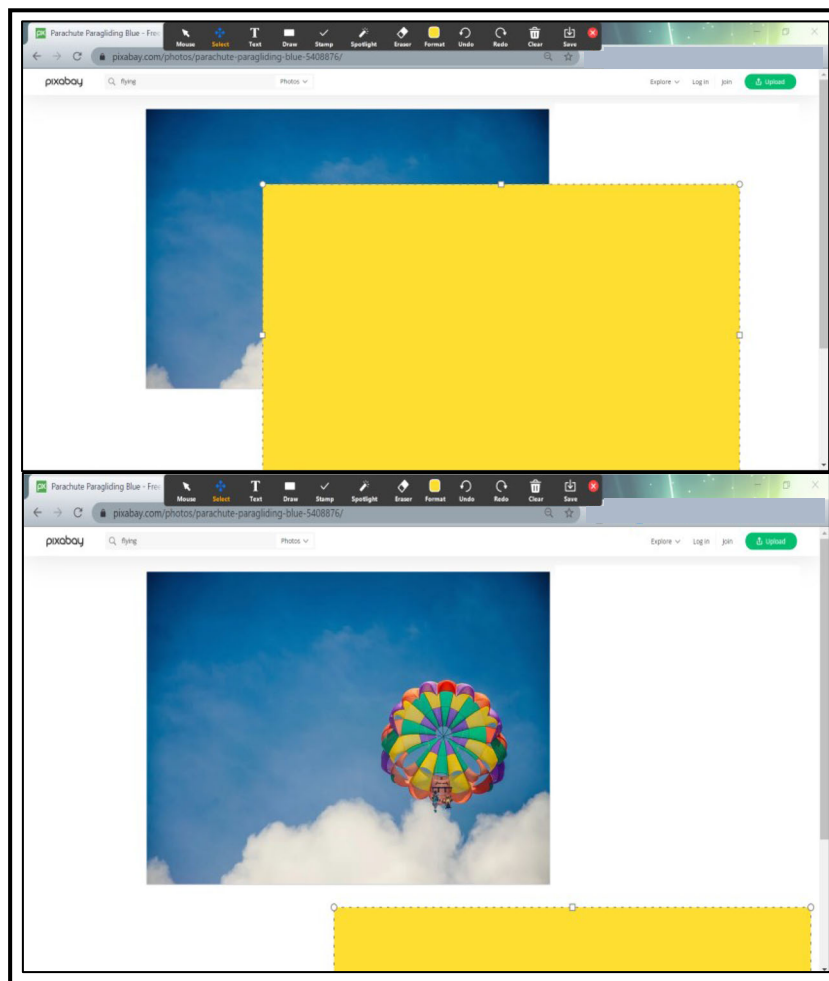 Parachute Paragliding Blue - Free
Mouse Select Text Draw Stamp Spotlight Eraser Format Undo Redo Clear Save
pixabay.com/photos/parachute-paragliding-blue-5408876/
pixabay flying Photos Explore Log in Join Upload
Parachute Paragliding Blue - Free
Mouse Select Text Draw Stamp Spotlight Eraser Format Undo Redo Clear Save
pixabay.com/photos/parachute-paragliding-blue-5408876/
pixabay flying Photos Explore Log in Join Upload